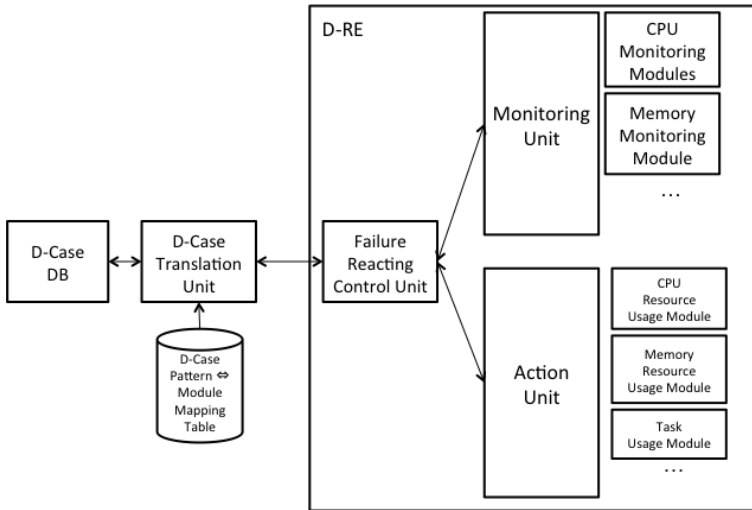 D-RE
CPU
Monitoring
Modules
Monitoring
Unit
Memory
Monitoring
Module
...
D-Case
DB
D-Case
Translation
Unit
Failure
Reacting
Control Unit
D-Case
Pattern ⇔
Module
Mapping
Table
Action
Unit
CPU
Resource
Usage Module
Memory
Resource
Usage Module
Task
Usage Module
...